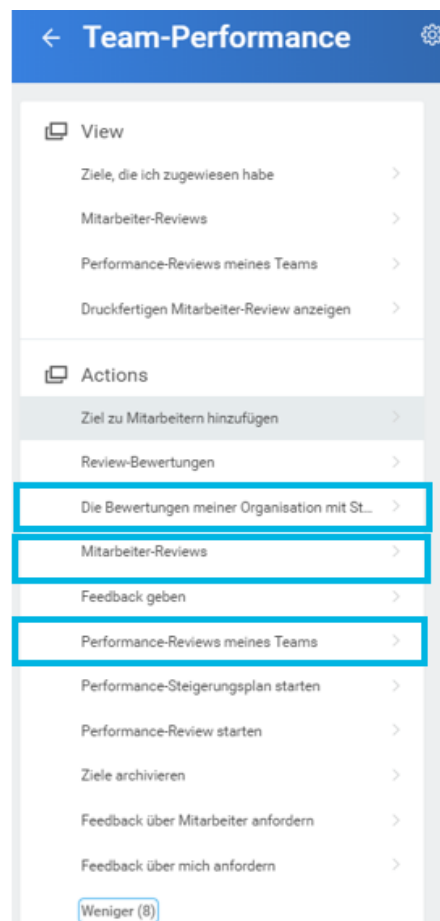 Team-Performance
View
Ziele, die ich zugewiesen habe
Mitarbeiter-Reviews
Performance-Reviews meines Teams
Druckfertigen Mitarbeiter-Review anzeigen
Actions
Ziel zu Mitarbeitern hinzufügen
Review-Bewertungen
Die Bewertungen meiner Organisation mit St...
Mitarbeiter-Reviews
Feedback geben
Performance-Reviews meines Teams
Performance-Steigerungsplan starten
Performance-Review starten
Ziele archivieren
Feedback über Mitarbeiter anfordern
Feedback über mich anfordern
Weniger (8)